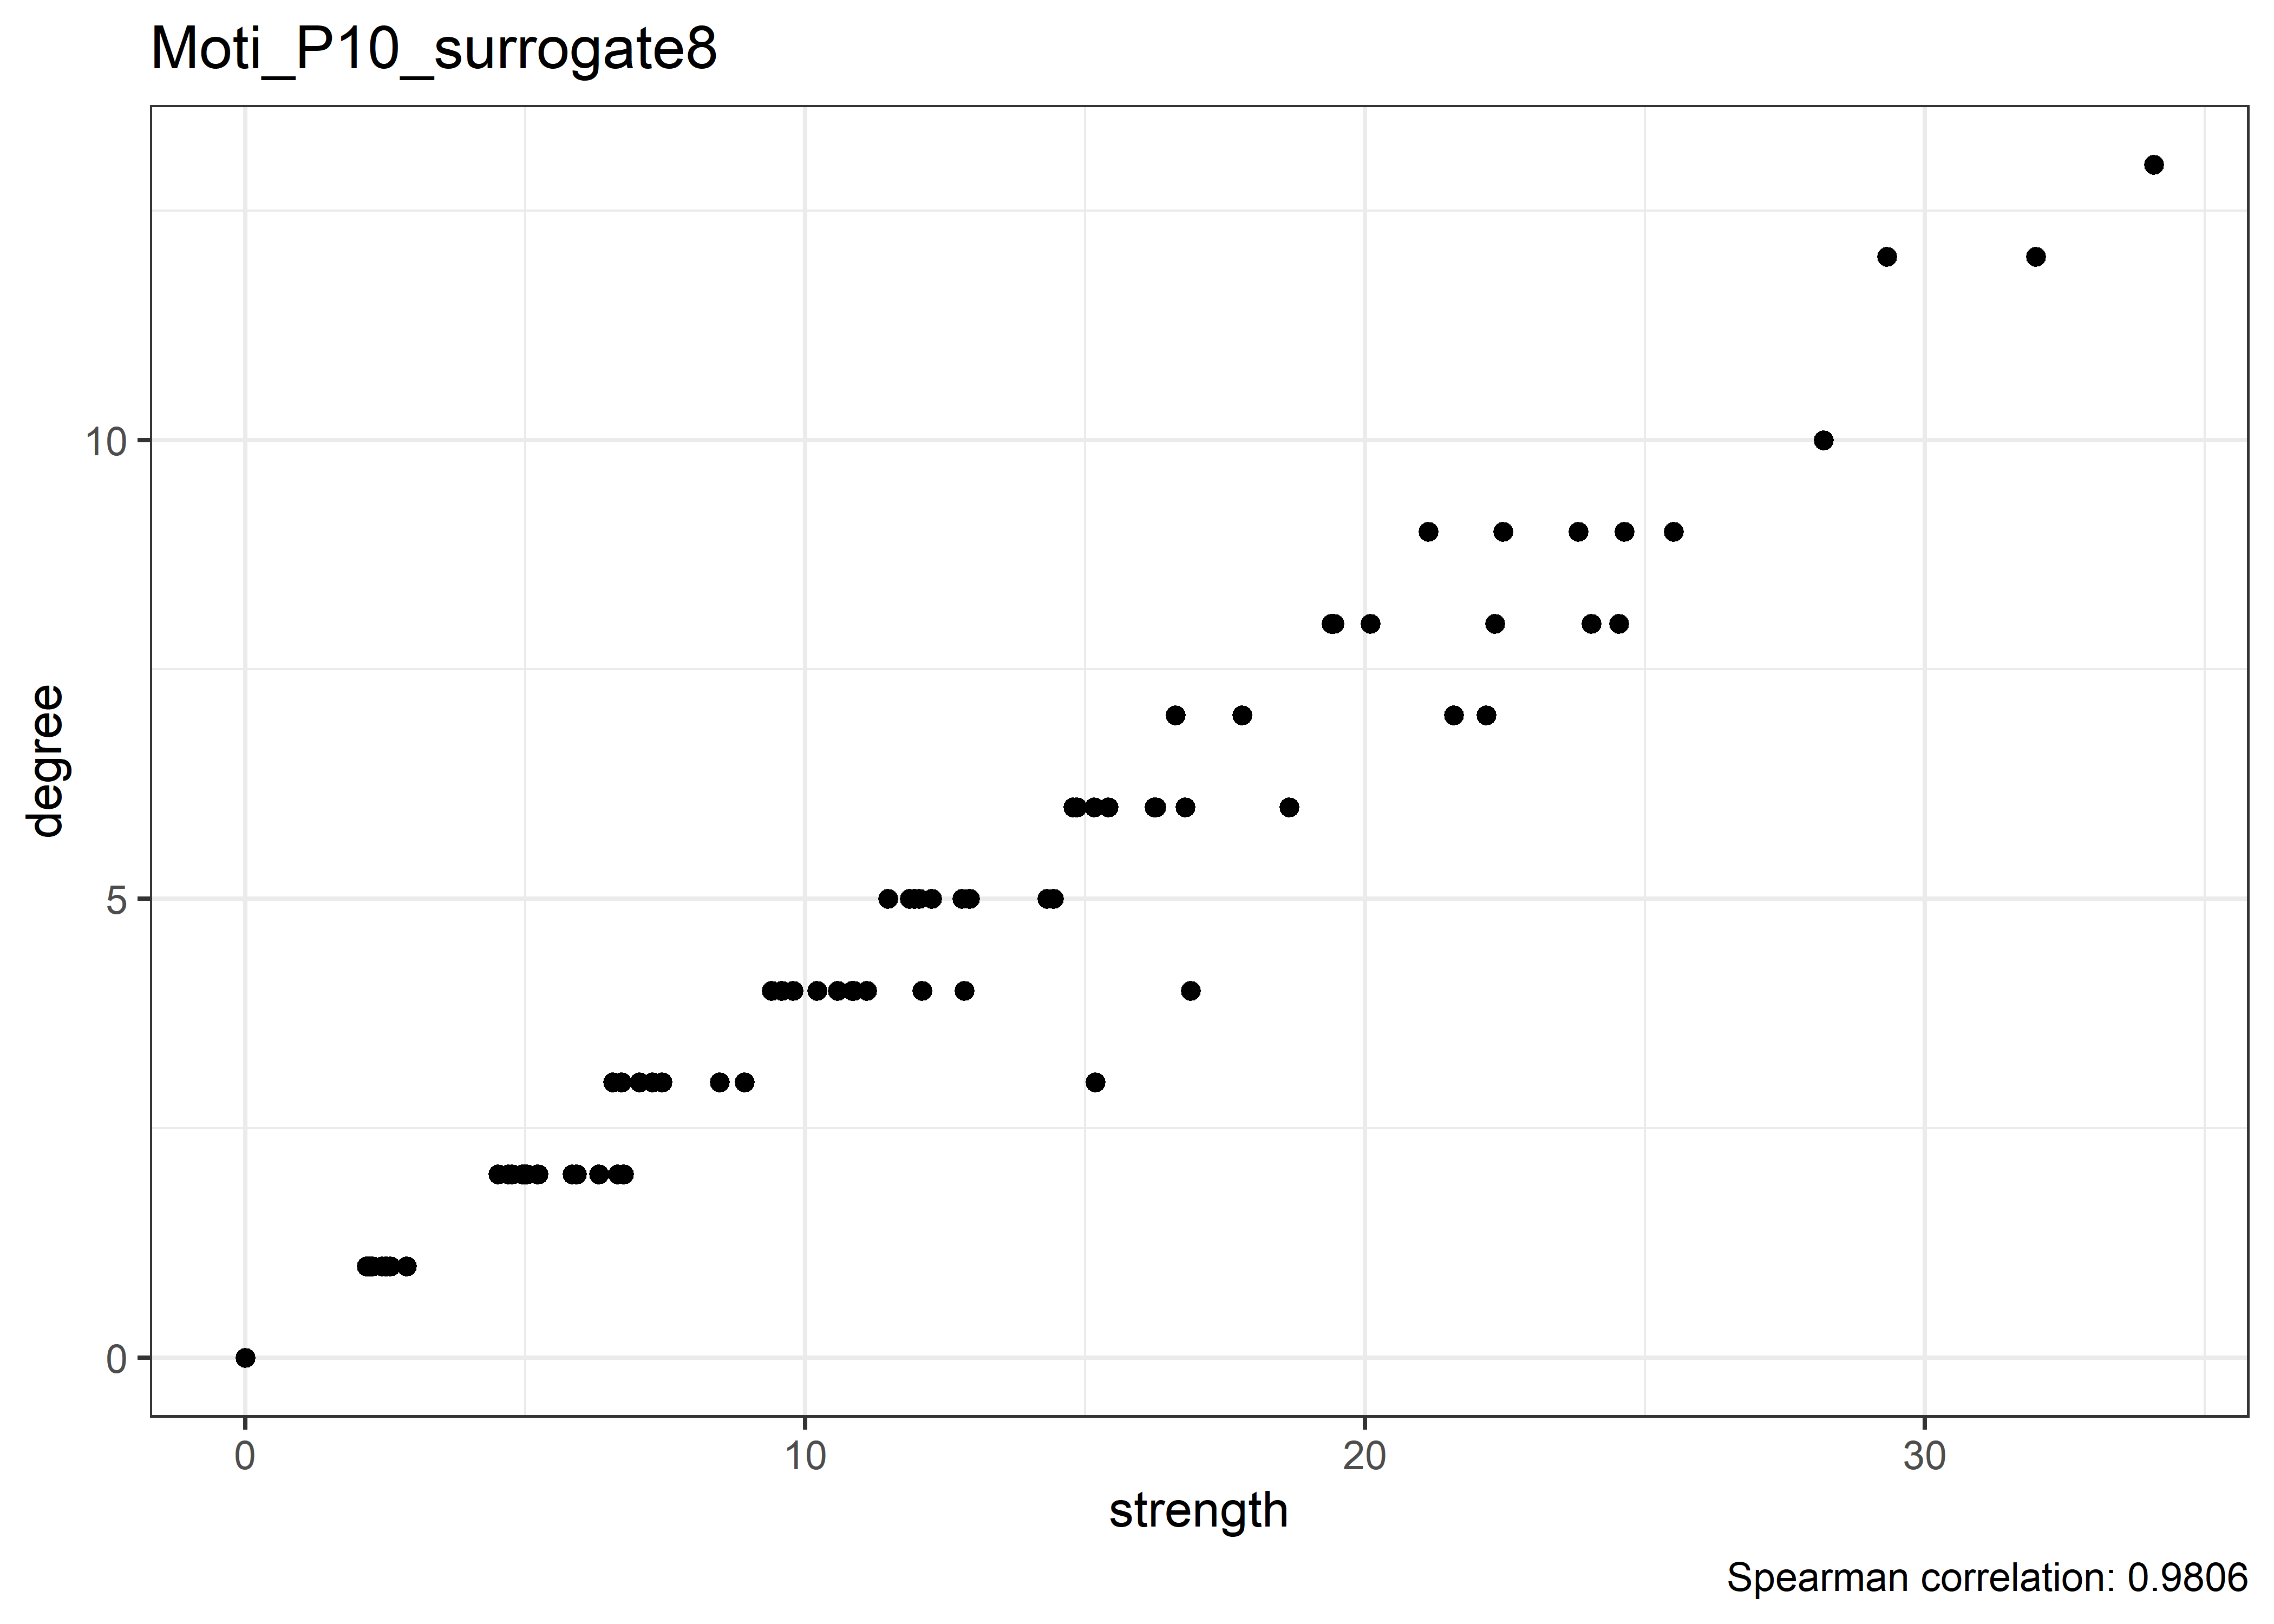 Moti_P10_surrogate8
degree
10
5
0
0 10 20 30
strength
Spearman correlation: 0.9806